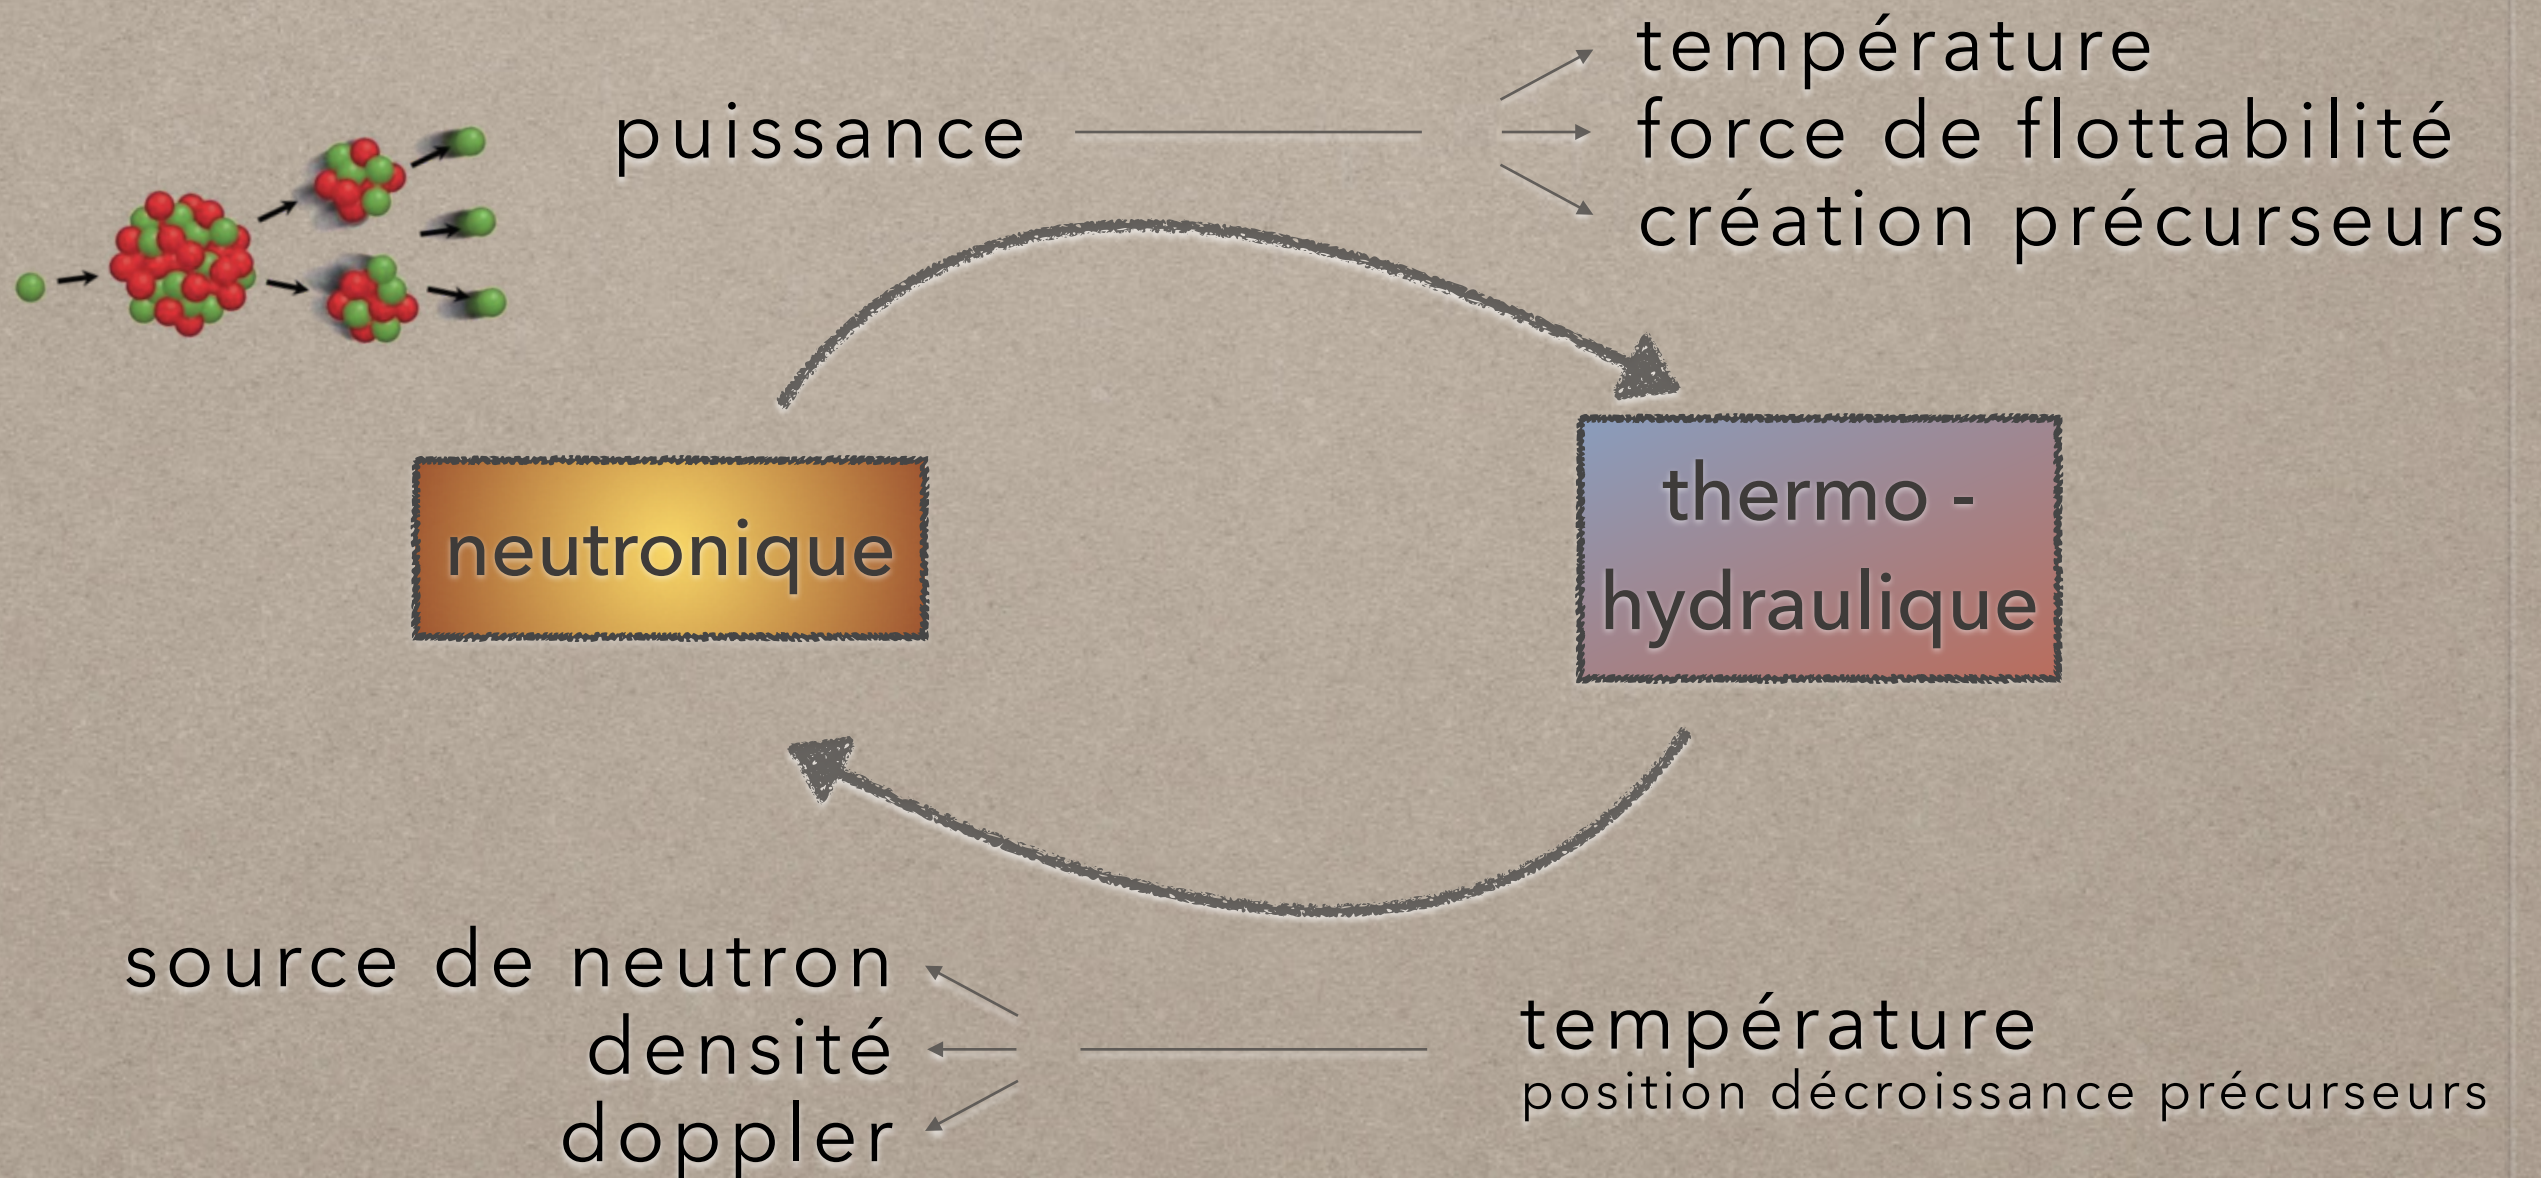 puissance
température
force de flottabilité
création précurseurs
neutronique
thermo -
hydraulique
source de neutron
densité
doppler
température
position décroissance précurseurs